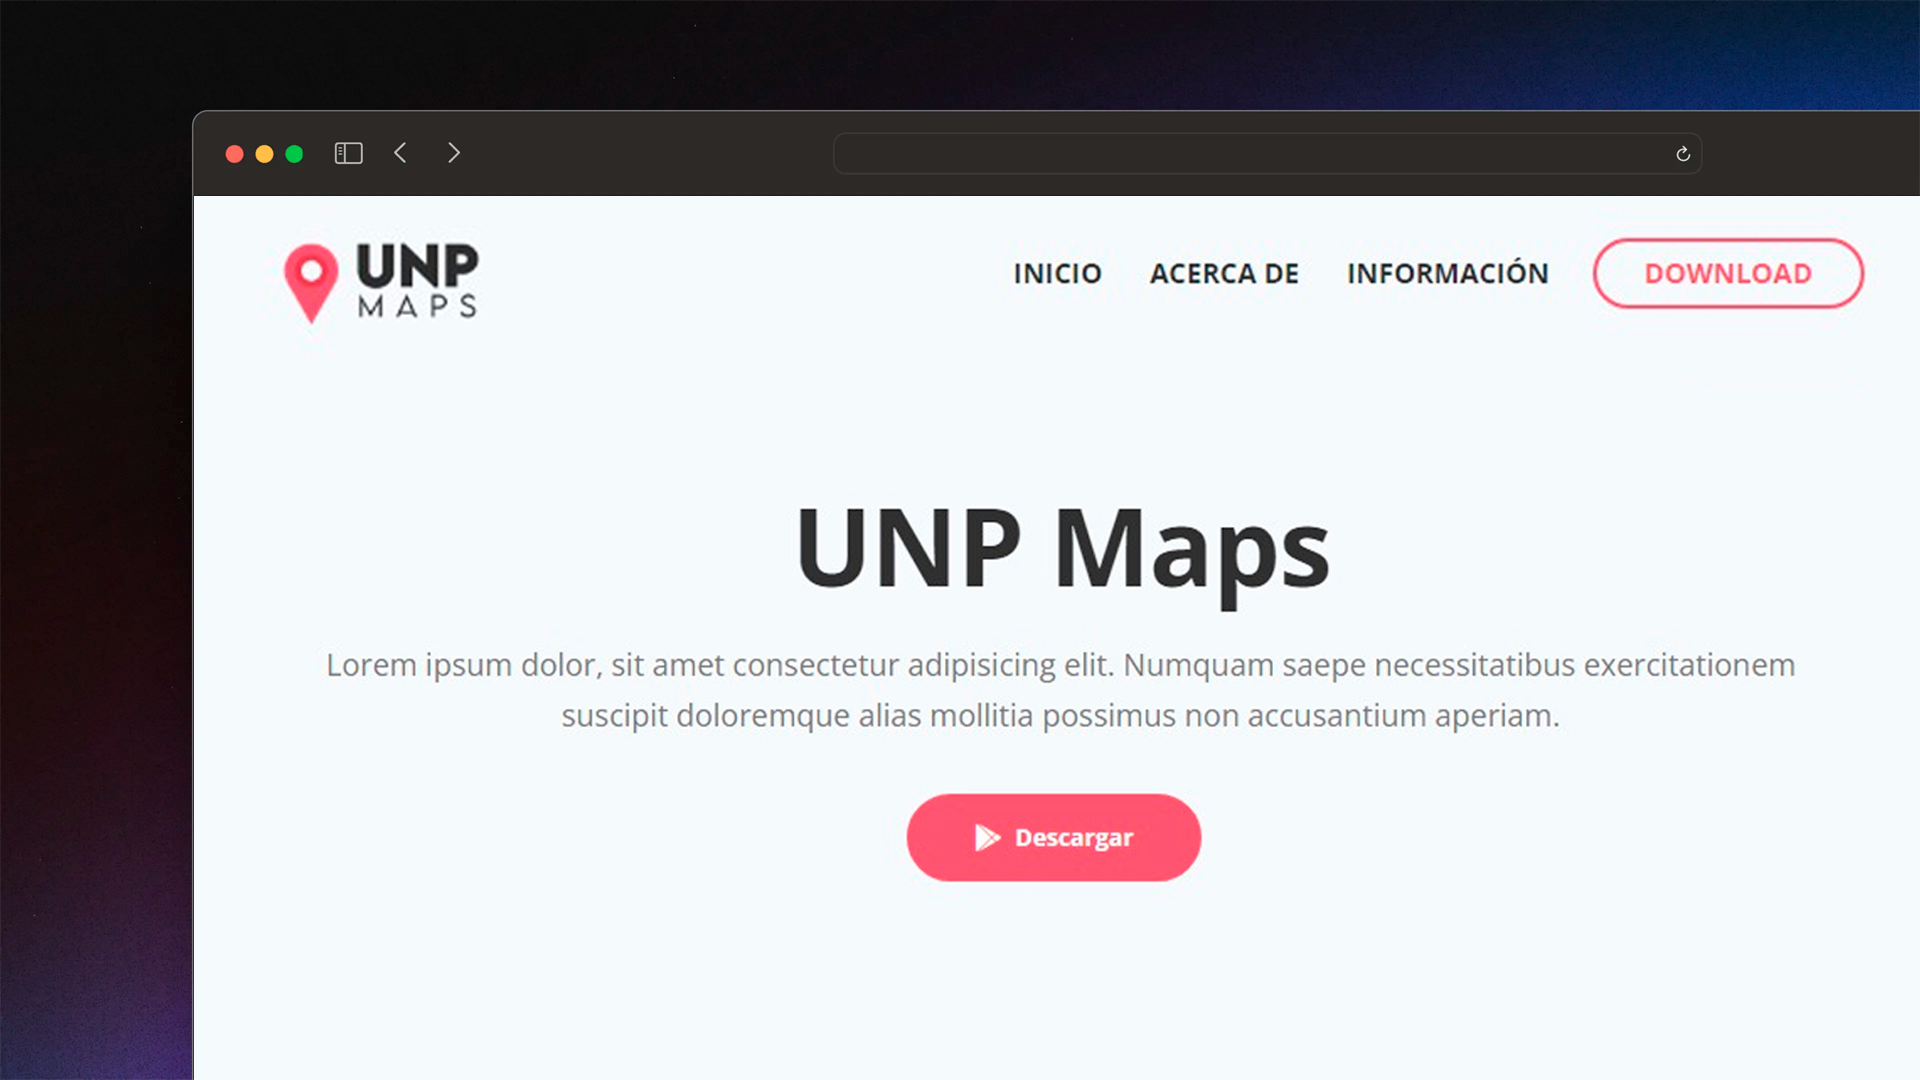 UNP
MAPS
INICIO ACERCA DE INFORMACIÓN DOWNLOAD
UNP Maps
Lorem ipsum dolor, sit amet consectetur adipisicing elit. Numquam saepe necessitatibus exercitationem
suscipit doloremque alias mollitia possimus non accusantium aperiam.
Descargar